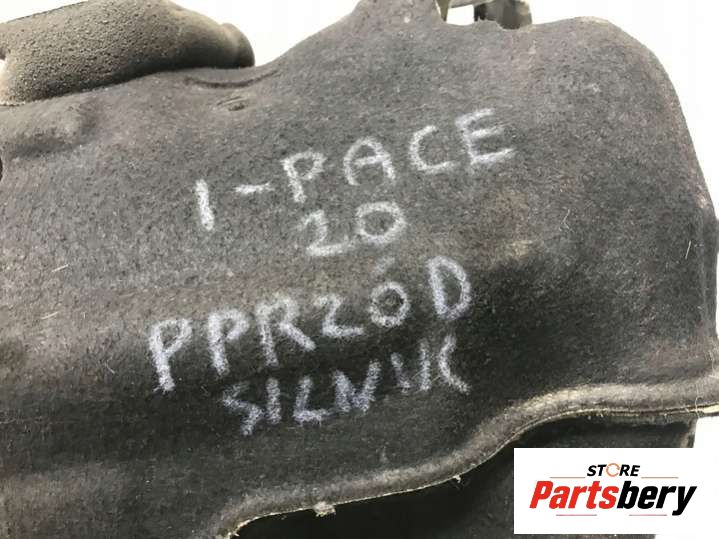 I-PACE
20
PPRZÓD
SILNIK
STORE
Partsbery